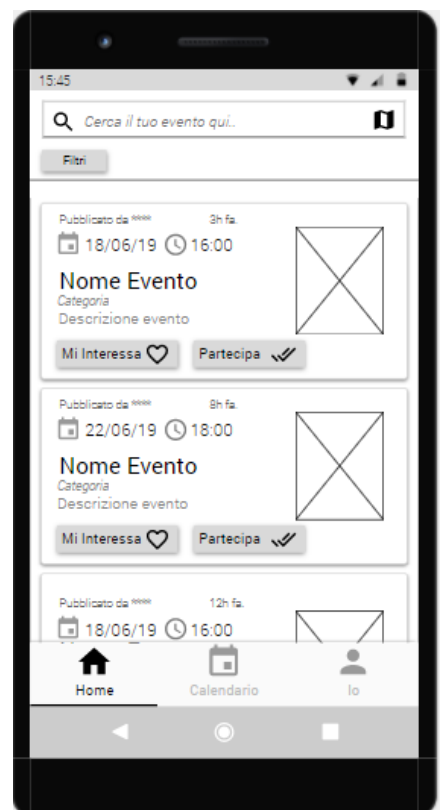 15:45
Cerca il tuo evento qui..
Filtri
Pubblicato da **** 3h fa.
18/06/19 16:00
Nome Evento
Categoria
Descrizione evento
Mi Interessa Partecipa
Pubblicato da **** 8h fa.
22/06/19 18:00
Nome Evento
Categoria
Descrizione evento
Mi Interessa Partecipa
Pubblicato da **** 12h fa.
18/06/19 16:00
Home Calendario Io